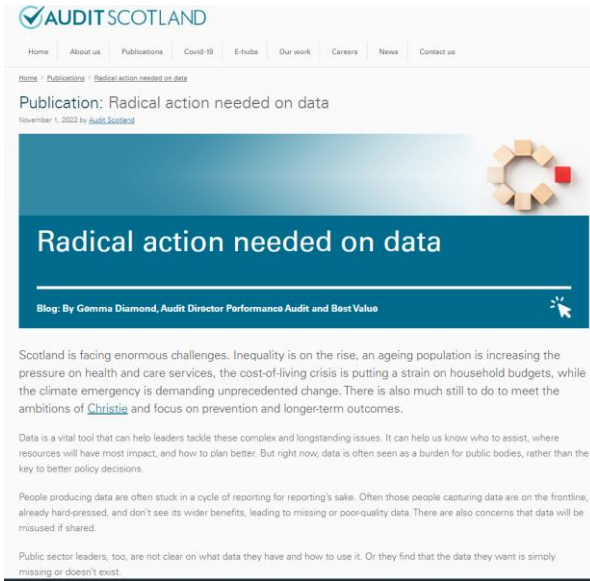 AUDIT SCOTLAND
Home About us Publications Covid-19 E-hubs Our work Careers News Contact us
Home > Publications > Radical action needed on data
Publication: Radical action needed on data
November 1, 2022 by Audit Scotland
Radical action needed on data
Blog: By Gemma Diamond, Audit Director Performance Audit and Best Value
Scotland is facing enormous challenges. Inequality is on the rise, an ageing population is increasing the
pressure on health and care services, the cost-of-living crisis is putting a strain on household budgets, while
the climate emergency is demanding unprecedented change. There is also much still to do to meet the
ambitions of Christie and focus on prevention and longer-term outcomes.
Data is a vital tool that can help leaders tackle these complex and longstanding issues. It can help us know who to assist, where
resources will have most impact, and how to plan better. But right now, data is often seen as a burden for public bodies, rather than the
key to better policy decisions.
People producing data are often stuck in a cycle of reporting for reporting's sake. Often those people capturing data are on the frontline,
already hard-pressed, and don't see its wider benefits, leading to missing or poor-quality data. There are also concerns that data will be
misused if shared.
Public sector leaders, too, are not clear on what data they have and how to use it. Or they find that the data they want is simply
missing or doesn't exist.